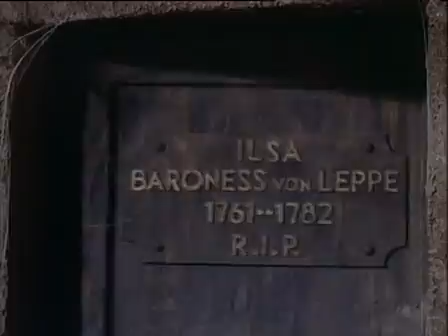 ILSA
BARONESS von LEPPE
1761--1782
R.I.P.